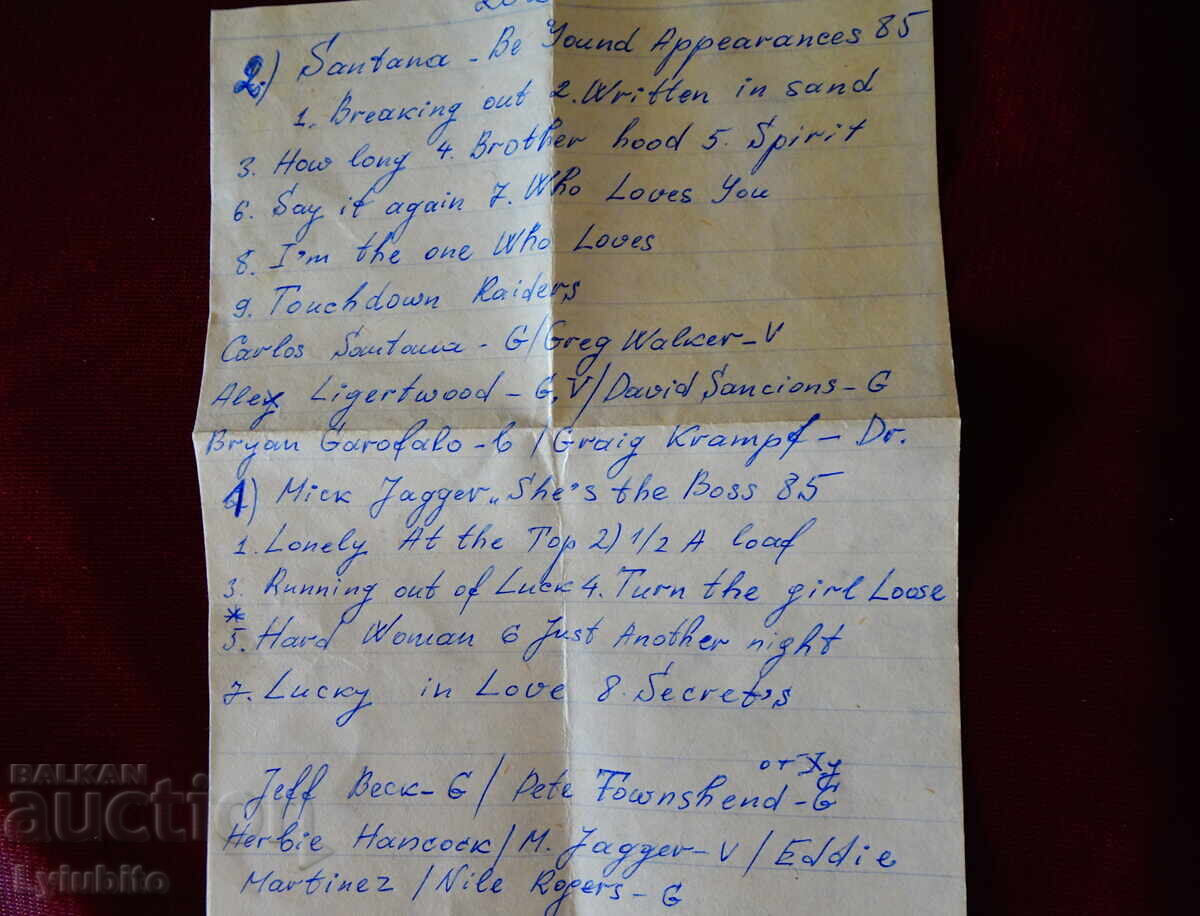 2.) Santana - Be Yound Appearances 85
1. Breaking out 2. Written in sand
3. How long 4. Brother hood 5. Spirit
6. Say it again 7. Who Loves You
8. I'm the one Who Loves
9. Touchdown Raiders
Carlos Santana - G/Greg Walker - V
Alex Ligertwood - G, V/David Sancions - G
Bryan Garofalo - b / Graig Krampf - Dr.
1) Mick Jagger „She's the Boss 85
1. Lonely At the Top 2) 1/2 A loaf
3. Running out of Luck 4. Turn the girl Loose
* 5. Hard Woman 6 Just Another night
7. Lucky in Love 8. Secrets
от Ху
Jeff Beck - G / Pete Townshend - G
Herbie Hancock / M. Jagger - V / Eddie
Martinez / Nile Rogers - G
BALKAN
auction
Lyiubito